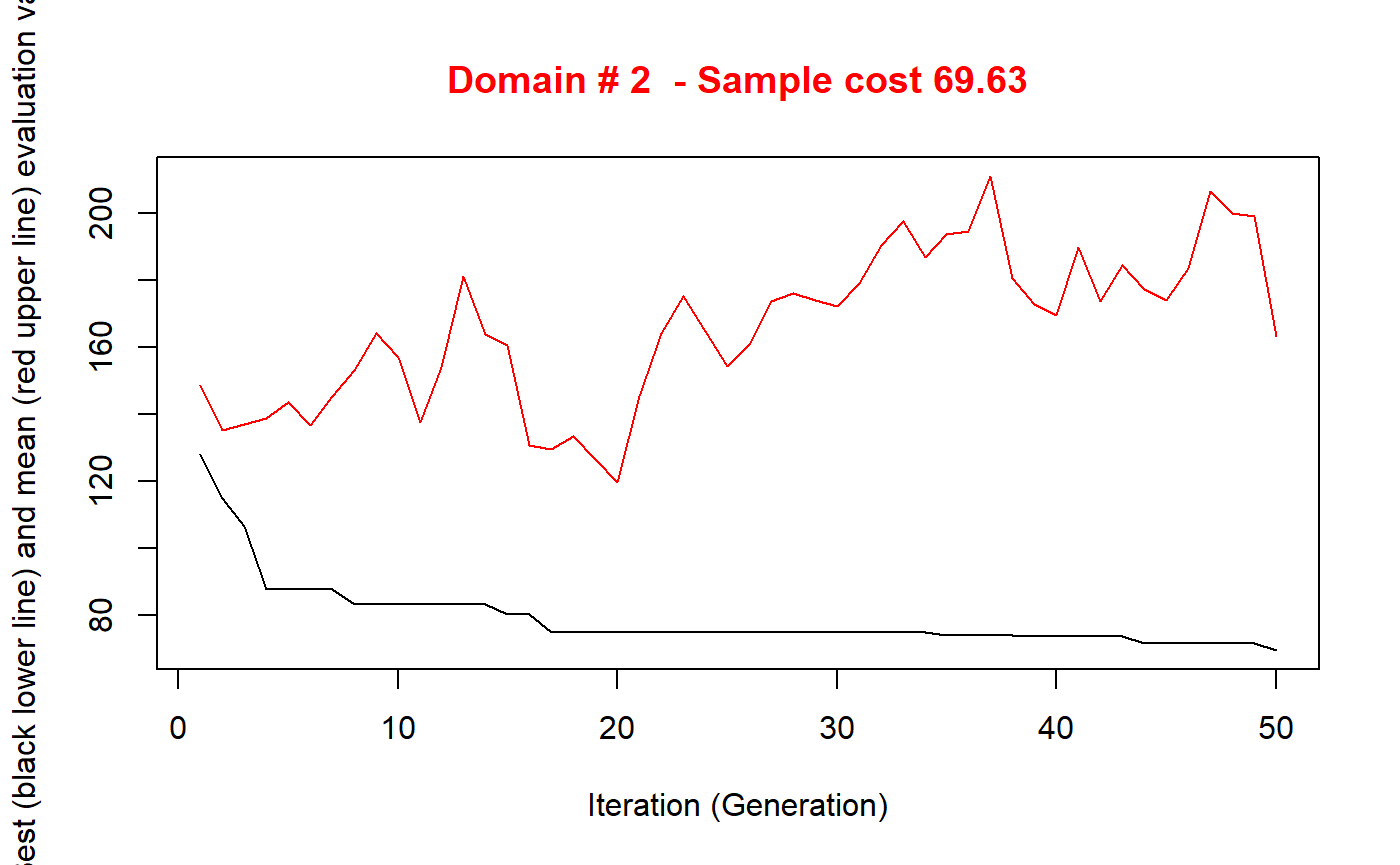 Domain # 2 - Sample cost 69.63
(black lower line) and mean (red upper line) evaluation
200
160
120
80
0 10 20 30 40 50
Iteration (Generation)